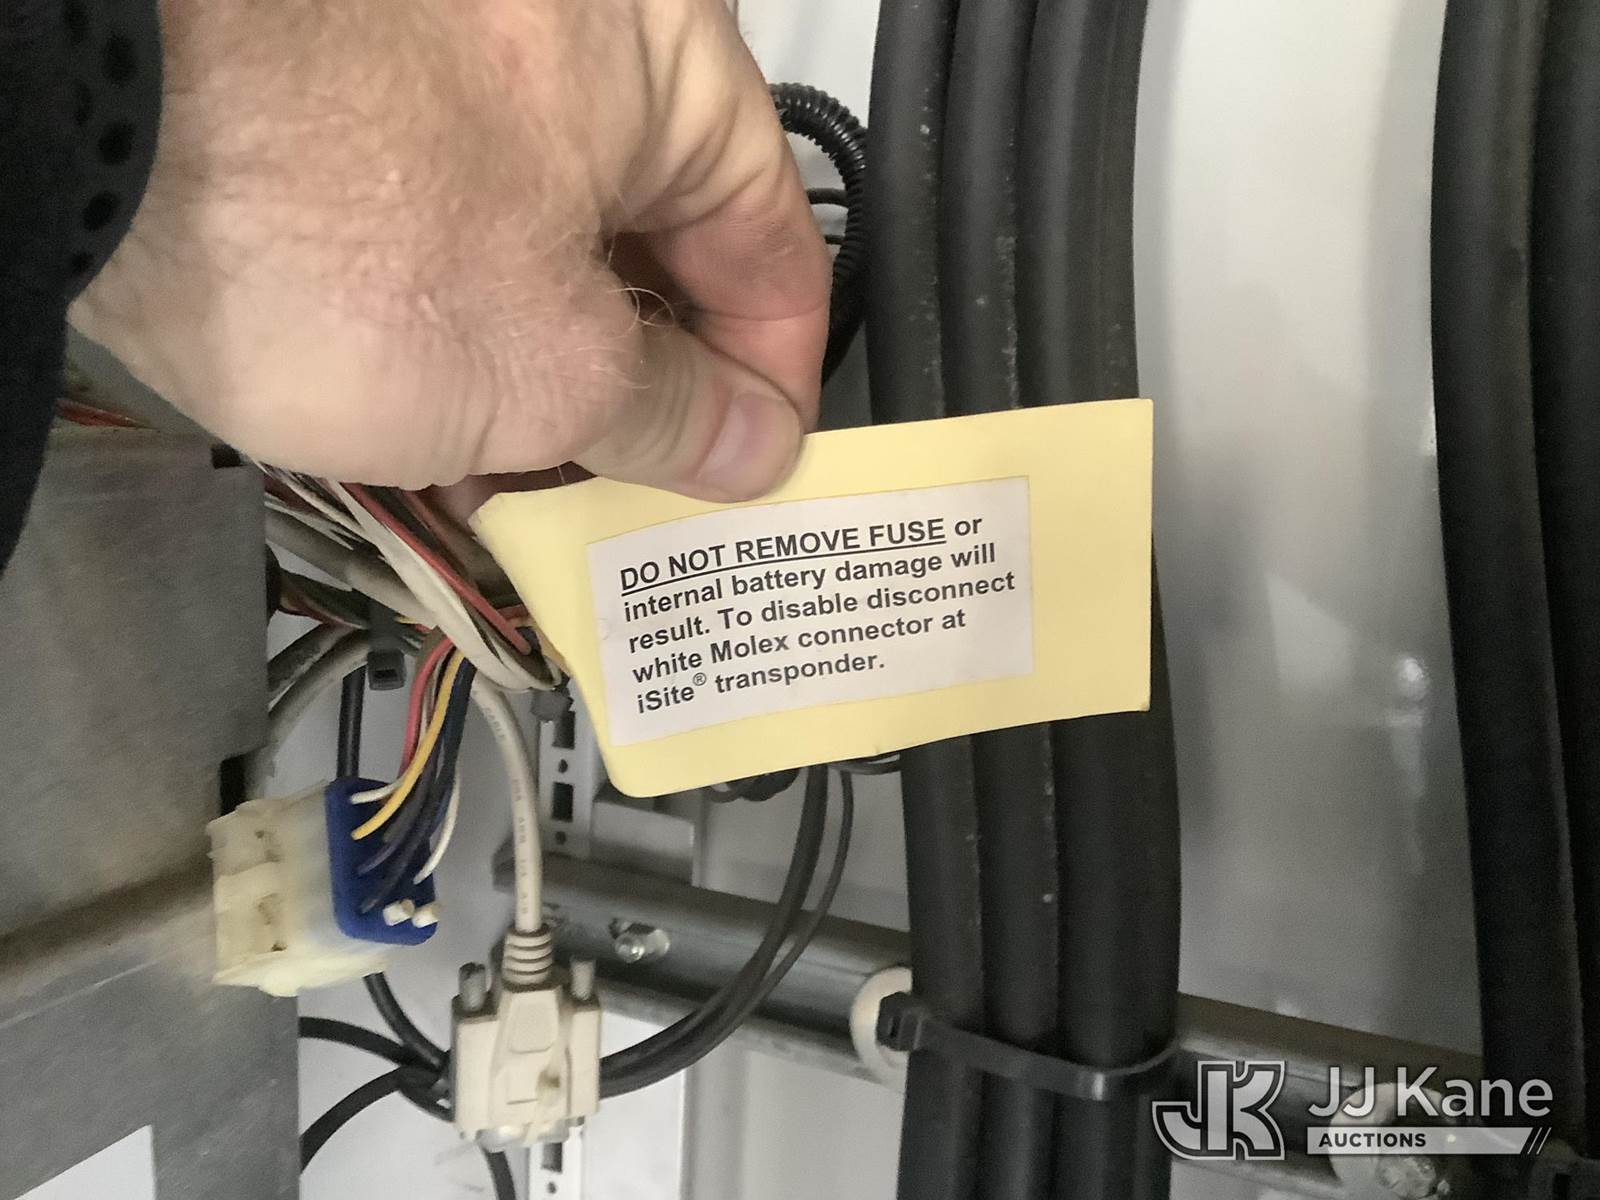 DO NOT REMOVE FUSE or
internal battery damage will
result. To disable disconnect
white Molex connector at
iSite® transponder.
JK JJ Kane
AUCTIONS